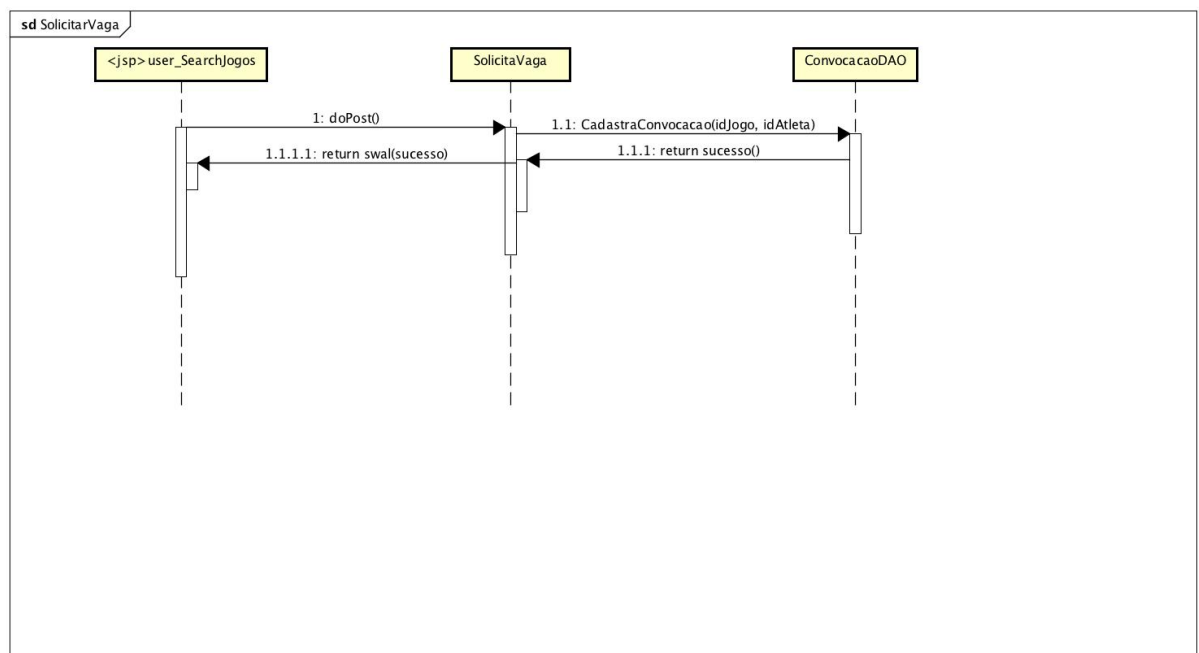 sd SolicitarVaga
<jsp>user_SearchJogos
SolicitaVaga
ConvocacaoDAO
1: doPost()
1.1: CadastraConvocacao(idJogo, idAtleta)
1.1.1.1: return swal(sucesso)
1.1.1: return sucesso()